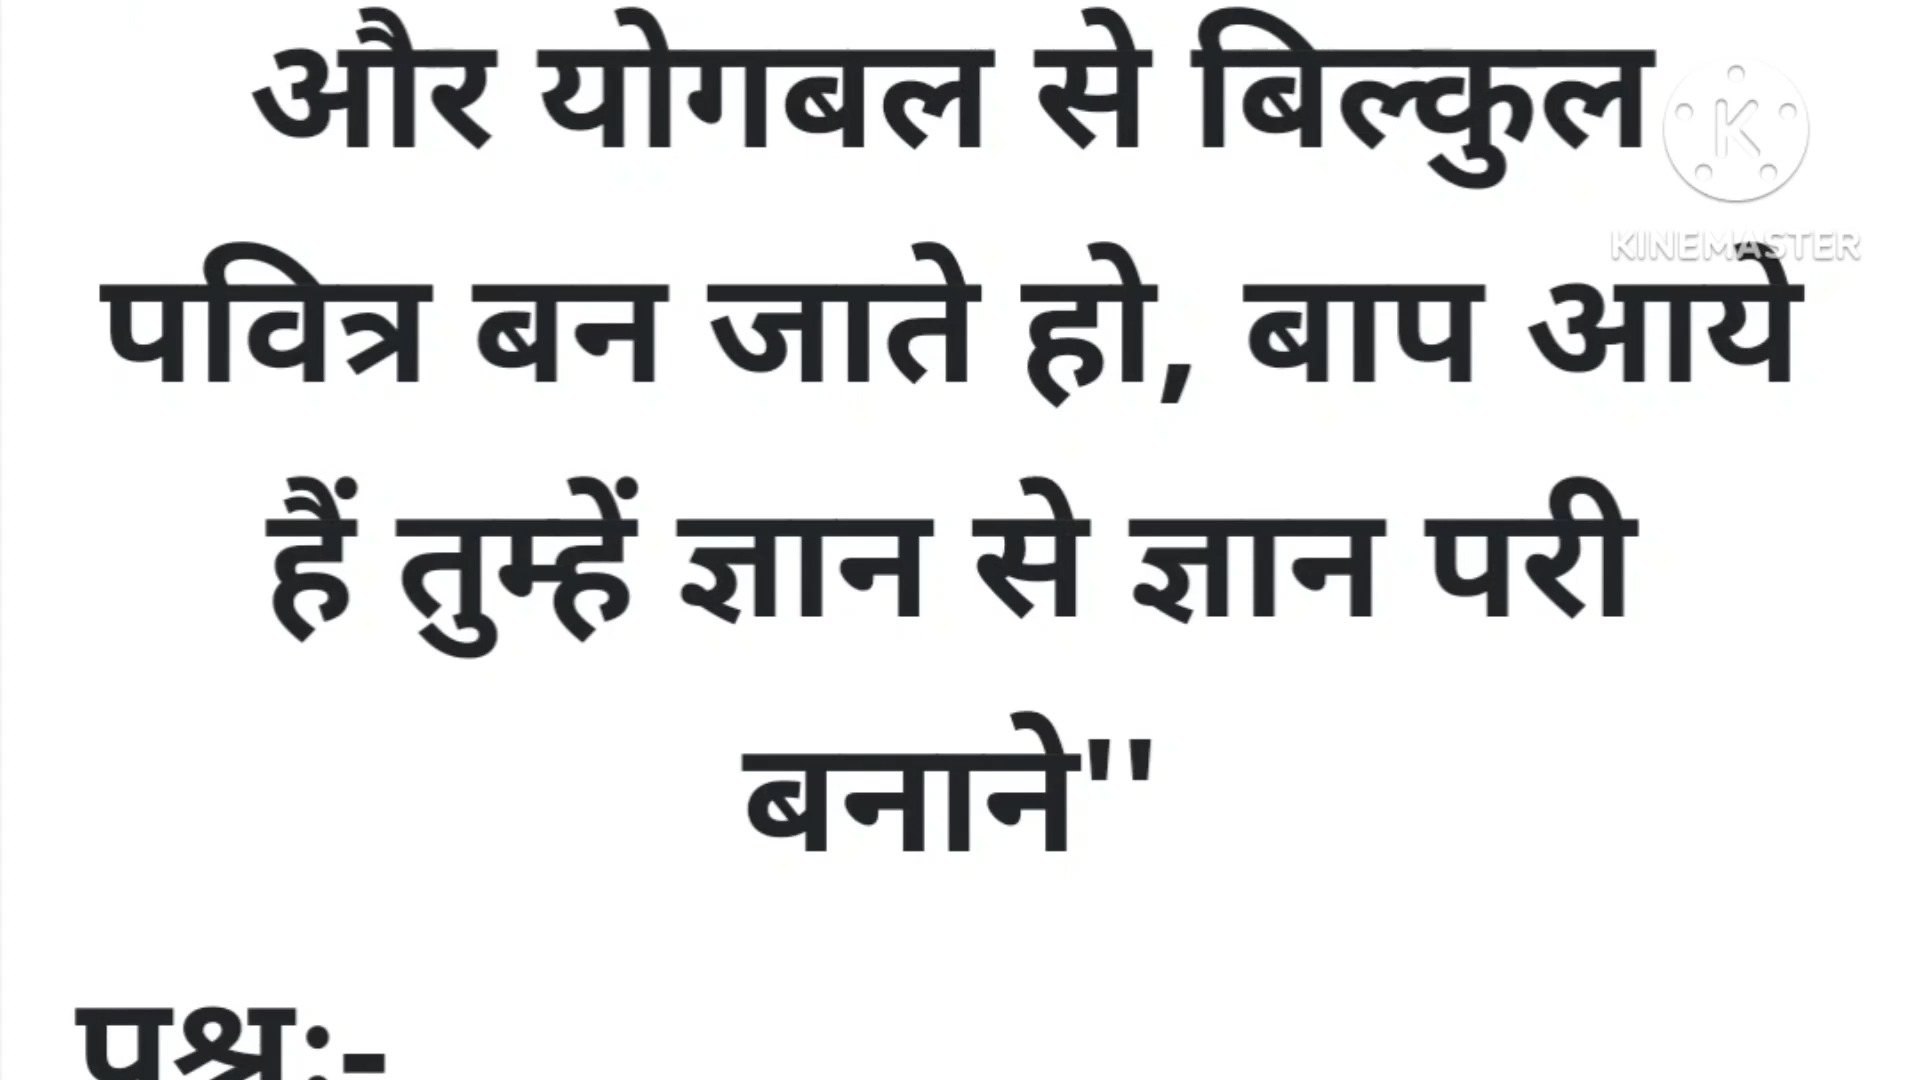 और योगबल से बिल्कुल
K
KINEMASTER
पवित्र बन जाते हो, बाप आये
हैं तुम्हें ज्ञान से ज्ञान परी
बनाने''
प्रश्न:-